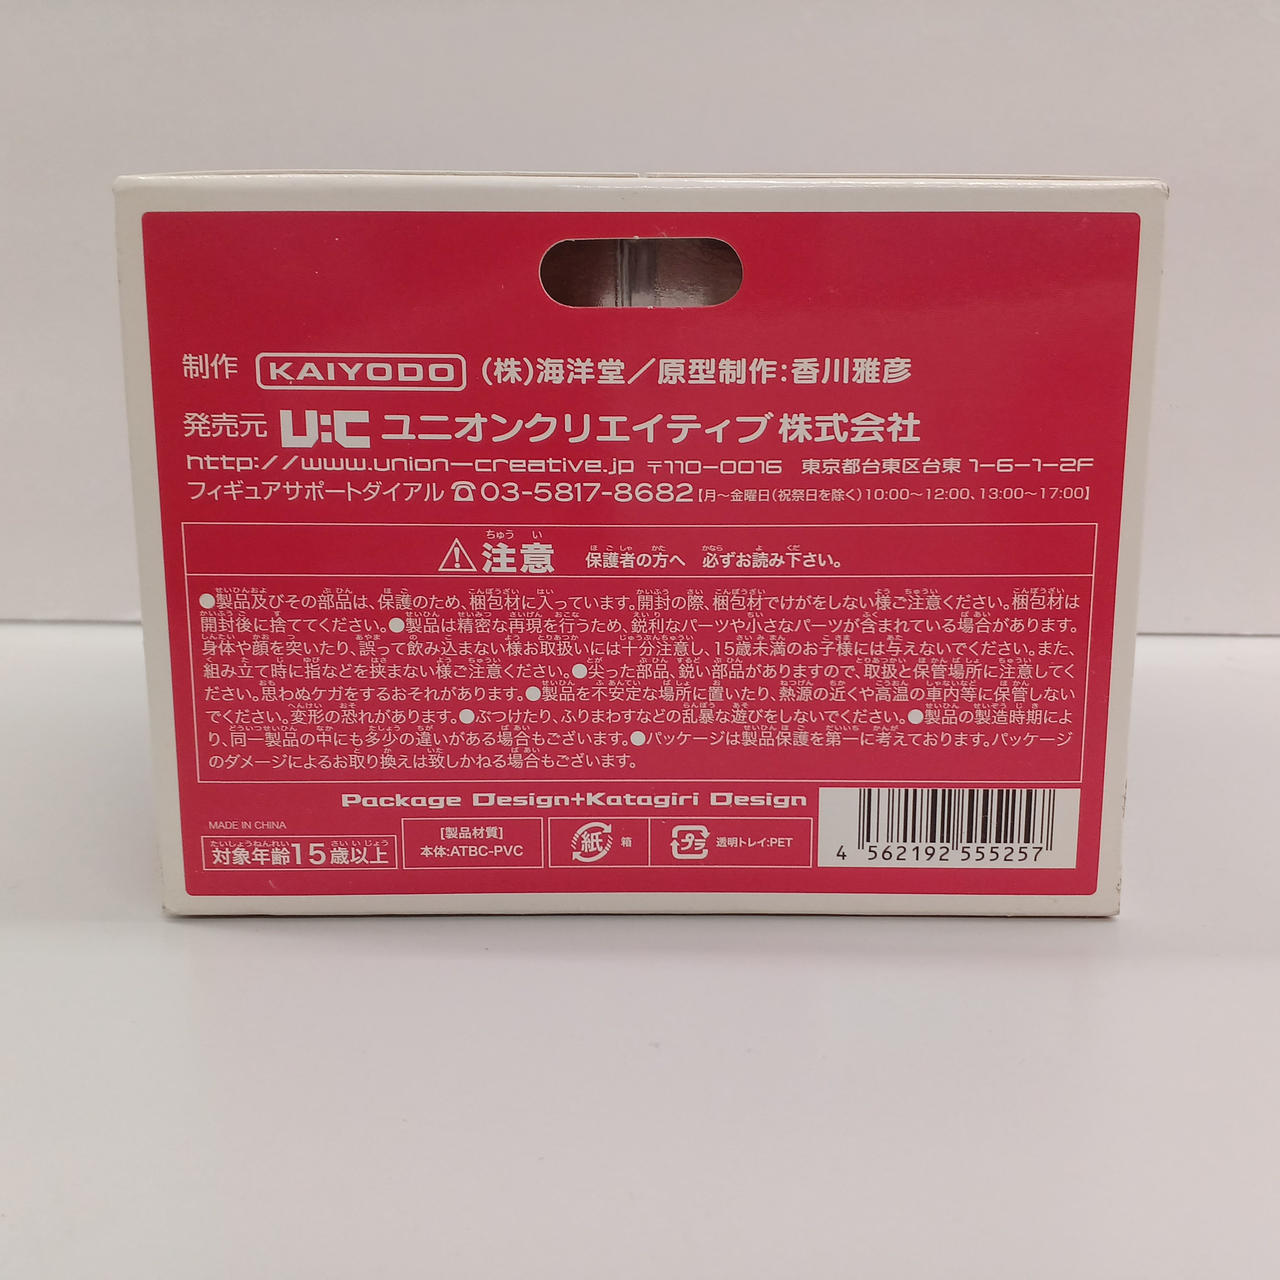 制作 KAIYODO (株)海洋堂／原型制作:香川雅彦
発売元 U:C ユニオンクリエイティブ株式会社
http://www.union-creative.jp 〒110-0016 東京都台東区台東 1-6-1-2F
フィギュアサポートダイアル ☎03-5817-8682【月～金曜日（祝祭日を除く）10:00～12:00、13:00～17:00】
⚠注意 保護者の方へ 必ずお読み下さい。
●製品及びその部品は、保護のため、梱包材に入っています。開封の際、梱包材でけがをしない様ご注意ください。梱包材は
開封後に捨ててください。●製品は精密な再現を行うため、鋭利なパーツや小さなパーツが含まれている場合があります。
身体や顔を突いたり、誤って飲み込まない様お取扱いには十分注意し、15歳未満のお子様には与えないでください。また、
組み立て時に指などを挟まない様ご注意ください。●尖った部品、鋭い部品がありますので、取扱と保管場所に注意してく
ださい。思わぬケガをするおそれがあります。●製品を不安定な場所に置いたり、熱源の近くや高温の車内等に保管しない
でください。変形の恐れがあります。●ぶつけたり、ふりまわすなどの乱暴な遊びをしないでください。●製品の製造時期によ
り、同一製品の中にも多少の違いがある場合もございます。●パッケージは製品保護を第一に考えております。パッケージ
のダメージによるお取り換えは致しかねる場合もございます。
Package Design+Katagiri Design
MADE IN CHINA
対象年齢15歳以上
[製品材質]
本体:ATBC-PVC
紙 箱
プラ 透明トレイ:PET
4 562192 555257